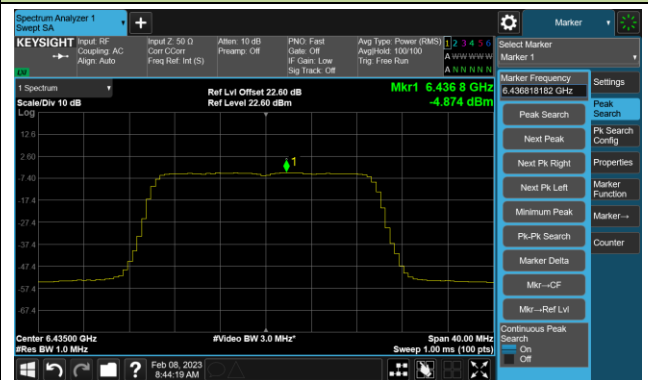 Spectrum Analyzer 1
Swept SA
Marker
KEYSIGHT
Input: RF
Coupling: AC
Align: Auto
Input Z: 50 Ω
Corr CCorr
Freq Ref: Int (S)
Atten: 10 dB
Preamp: Off
PNO: Fast
Gate: Off
IF Gain: Low
Sig Track: Off
Avg Type: Power (RMS)
Avg|Hold: 100/100
Trig: Free Run
1 2 3 4 5 6
A W W W W W
A N N N N N
Select Marker
Marker 1
1 Spectrum
Scale/Div 10 dB
Log
Ref Lvl Offset 22.60 dB
Ref Level 22.60 dBm
Mkr1 6.436 8 GHz
-4.874 dBm
12.6
2.60
-7.40
-17.4
-27.4
-37.4
-47.4
-57.4
-67.4
1
Center 6.43500 GHz
#Res BW 1.0 MHz
#Video BW 3.0 MHz*
Span 40.00 MHz
Sweep 1.00 ms (100 pts)
Marker Frequency
6.436818182 GHz
Peak Search
Next Peak
Next Pk Right
Next Pk Left
Minimum Peak
Pk-Pk Search
Marker Delta
Mkr→CF
Mkr→Ref Lvl
Continuous Peak
Search
On
Off
Settings
Peak
Search
Pk Search
Config
Properties
Marker
Function
Marker→
Counter
?
Feb 08, 2023
8:44:19 AM